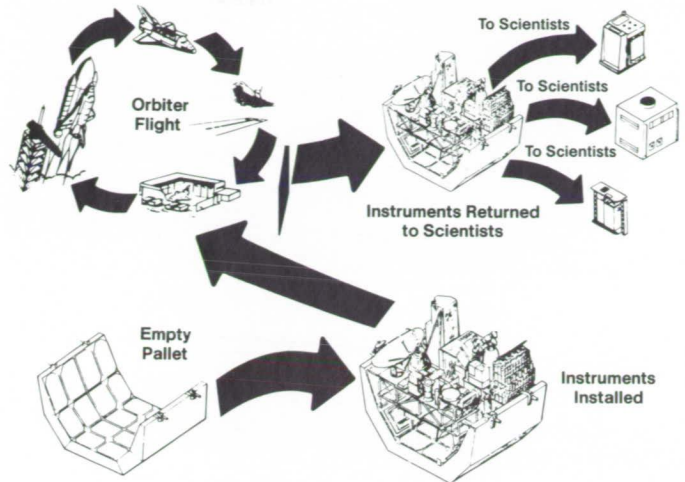 To Scientists
Orbiter
Flight
To Scientists
To Scientists
Instruments Returned
to Scientists
Empty
Pallet
Instruments
Installed